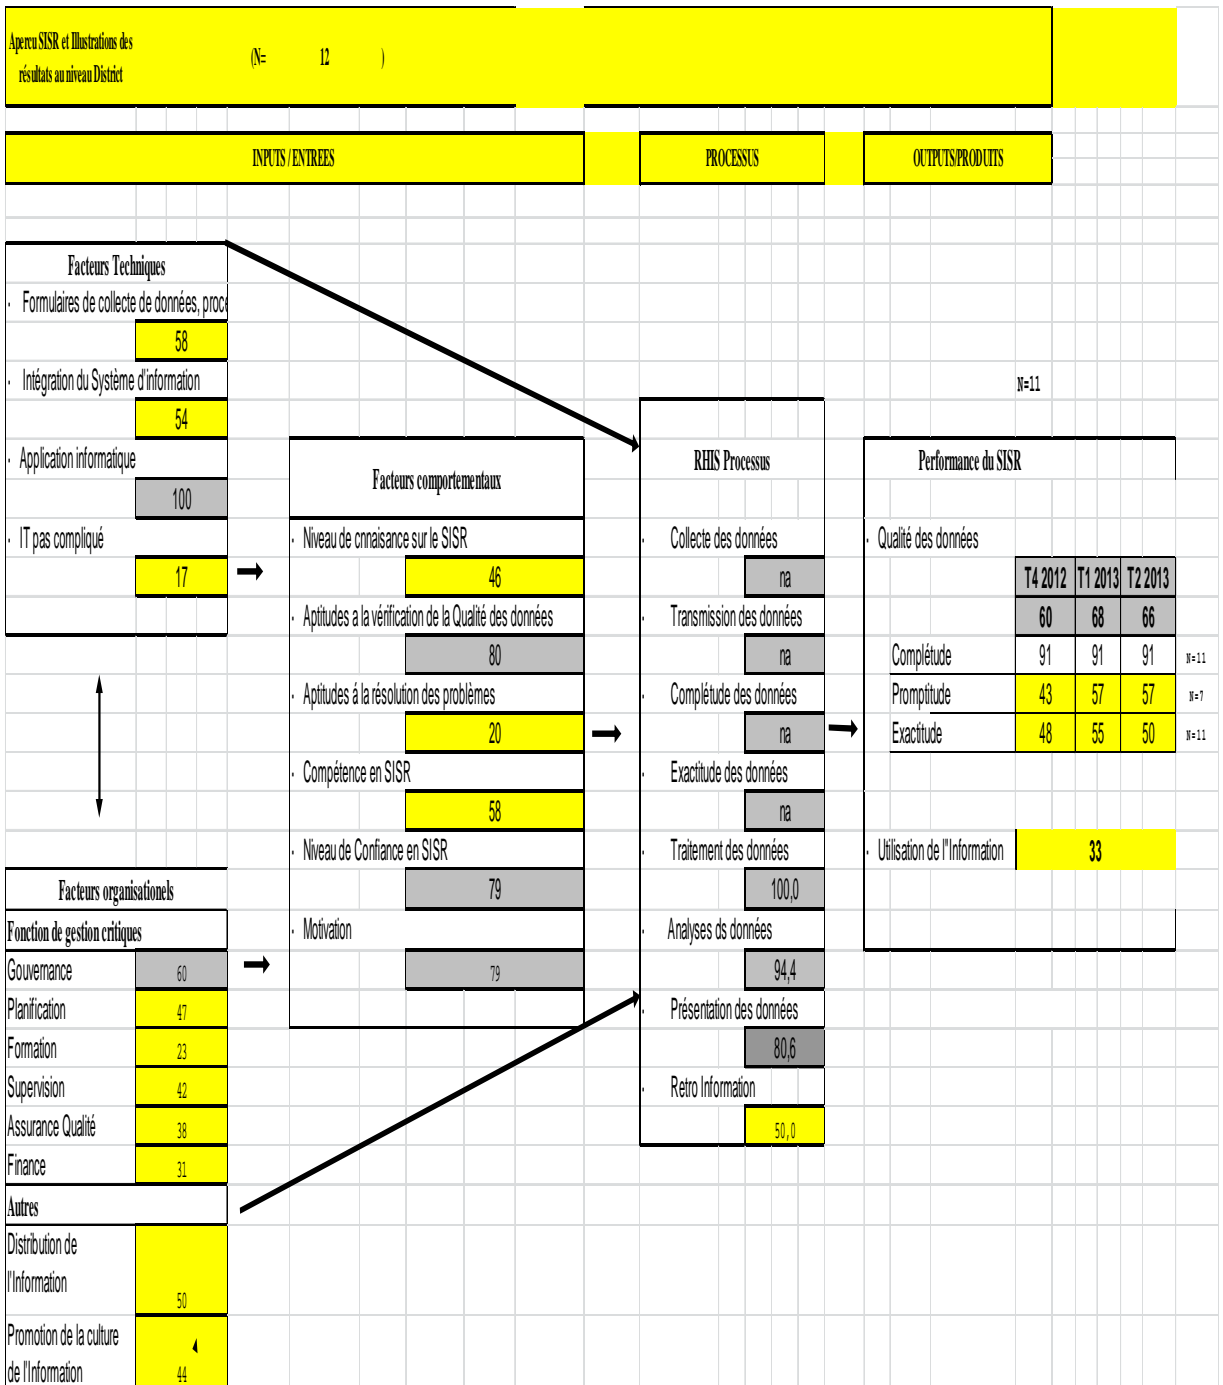 Apercu SISR et Illustrations des
résultats au niveau District
(N= 12 )
INPUTS / ENTREES
PROCESSUS
OUTPUTS/PRODUITS
Facteurs Techniques
- Formulaires de collecte de données, proce
58
- Intégration du Système d'information
54
- Application informatique
100
- IT pas compliqué
17
Facteurs organisationels
Fonction de gestion critiques
Gouvernance 60
Planification 47
Formation 23
Supervision 42
Assurance Qualité 38
Finance 31
Autres
Distribution de
l'Information
50
Promotion de la culture
de l'Information 44
Facteurs comportementaux
- Niveau de cnnaisance sur le SISR
46
- Aptitudes a la vérification de la Qualité des données
80
- Aptitudes á la résolution des problèmes
20
- Compétence en SISR
58
- Niveau de Confiance en SISR
79
- Motivation
79
RHIS Processus
- Collecte des données
na
- Transmission des données
na
- Complétude des données
na
- Exactitude des données
na
- Traitement des données
100,0
- Analyses ds données
94,4
- Présentation des données
80,6
- Retro Information
50,0
N=11
Performance du SISR
- Qualité des données
T4 2012 T1 2013 T2 2013
60 68 66
Complétude 91 91 91 N=11
Promptitude 43 57 57 N=7
Exactitude 48 55 50 N=11
- Utilisation de l"Information 33